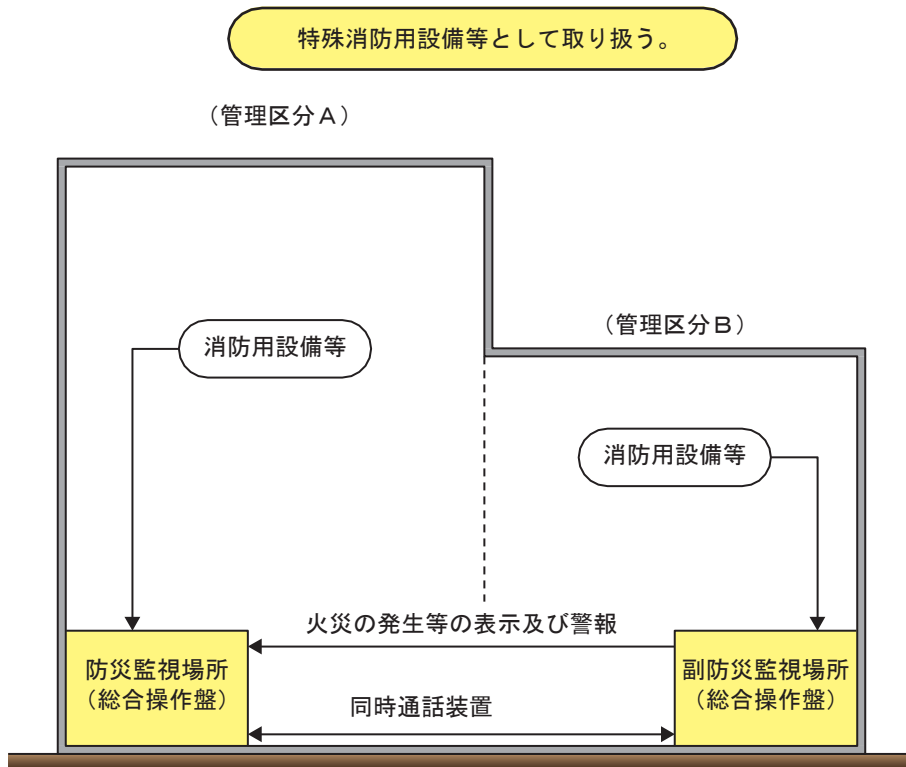 特殊消防用設備等として取り扱う。
（管理区分Ａ）
（管理区分Ｂ）
消防用設備等
消防用設備等
火災の発生等の表示及び警報
防災監視場所
（総合操作盤）
副防災監視場所
（総合操作盤）
同時通話装置